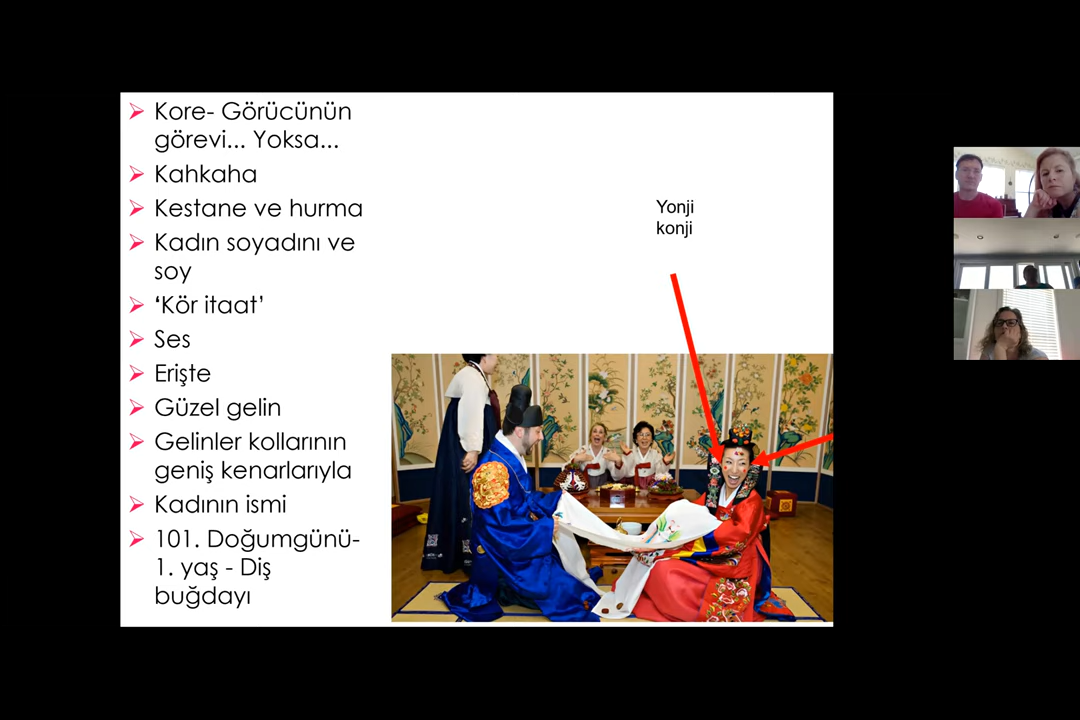 Kore- Görücünün
görevi... Yoksa...
Kahkaha
Kestane ve hurma
Kadın soyadını ve
soy
‘Kör itaat’
Ses
Erişte
Güzel gelin
Gelinler kollarının
geniş kenarlarıyla
Kadının ismi
101. Doğumgünü-
1. yaş - Diş
buğdayı
Yonji
konji